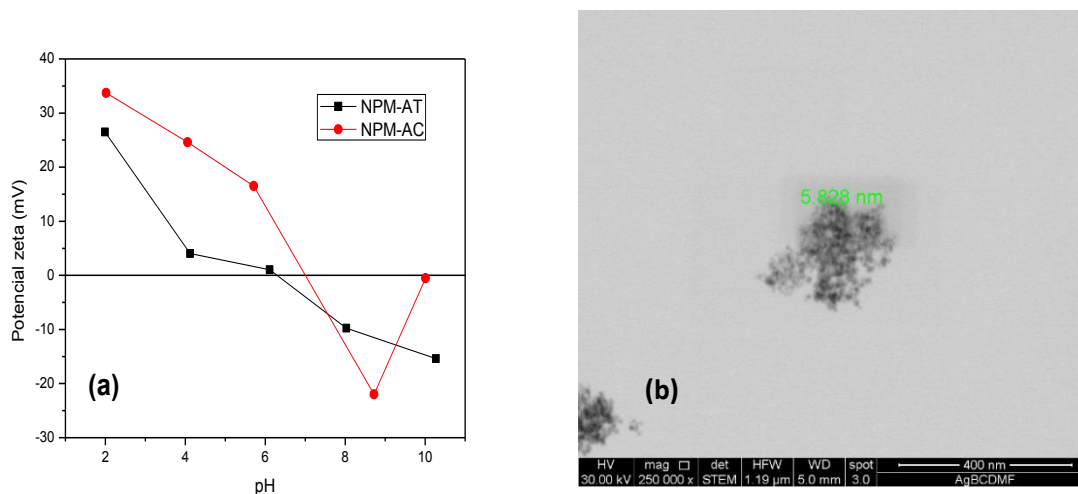 40
30
20
10
0
-10
-20
-30
Potencial zeta (mV)
2 4 6 8 10
pH
NPM-AT
NPM-AC
(a)
5.828 nm
(b)
HV mag □ det HFW WD spot 400 nm
30.00 kV 250 000 x STEM 1.19 µm 5.0 mm 3.0 AgBCDMF